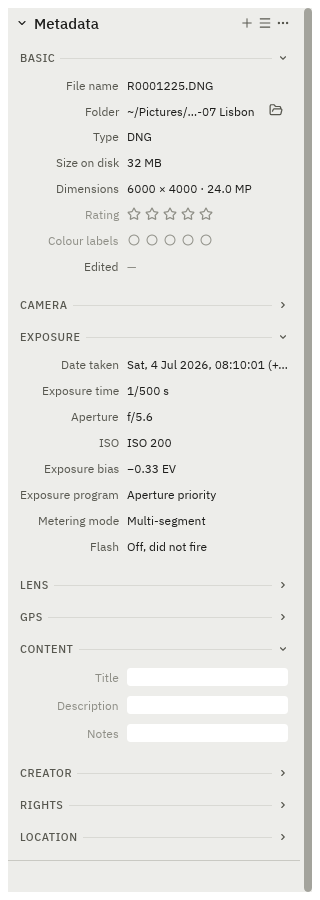 Metadata
BASIC
File name R0001225.DNG
Folder ~/Pictures/...-07 Lisbon
Type DNG
Size on disk 32 MB
Dimensions 6000 × 4000 · 24.0 MP
Rating
Colour labels
Edited —
CAMERA
EXPOSURE
Date taken Sat, 4 Jul 2026, 08:10:01 (+...
Exposure time 1/500 s
Aperture f/5.6
ISO ISO 200
Exposure bias −0.33 EV
Exposure program Aperture priority
Metering mode Multi-segment
Flash Off, did not fire
LENS
GPS
CONTENT
Title
Description
Notes
CREATOR
RIGHTS
LOCATION